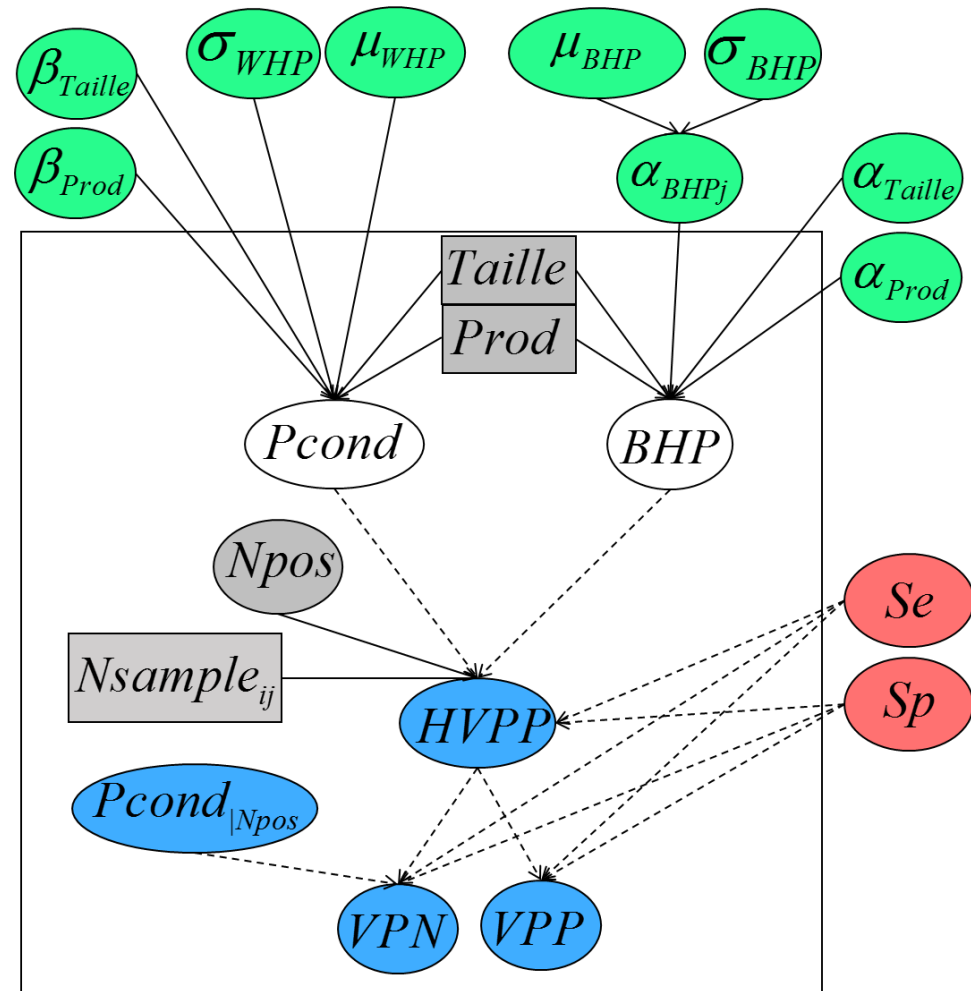 β_Taille
σ_WHP
μ_WHP
μ_BHP
σ_BHP
β_Prod
α_BHPj
α_Taille
α_Prod
Taille
Prod
Pcond
BHP
Npos
Se
Nsample_ij
HVPP
Sp
Pcond_|Npos
VPN
VPP